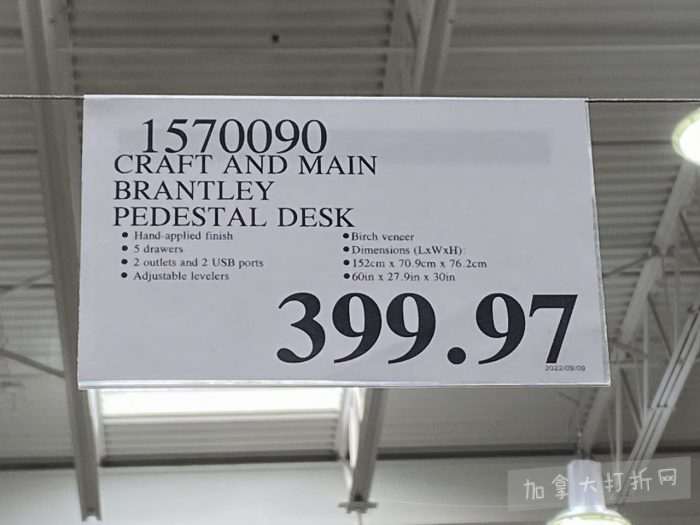 1570090
CRAFT AND MAIN
BRANTLEY
PEDESTAL DESK
• Hand-applied finish
• 5 drawers
• 2 outlets and 2 USB ports
• Adjustable levelers
• Birch veneer
• Dimensions (LxWxH):
• 152cm x 70.9cm x 76.2cm
• 60in x 27.9in x 30in
399.97
2022/09/09
加拿大打折网